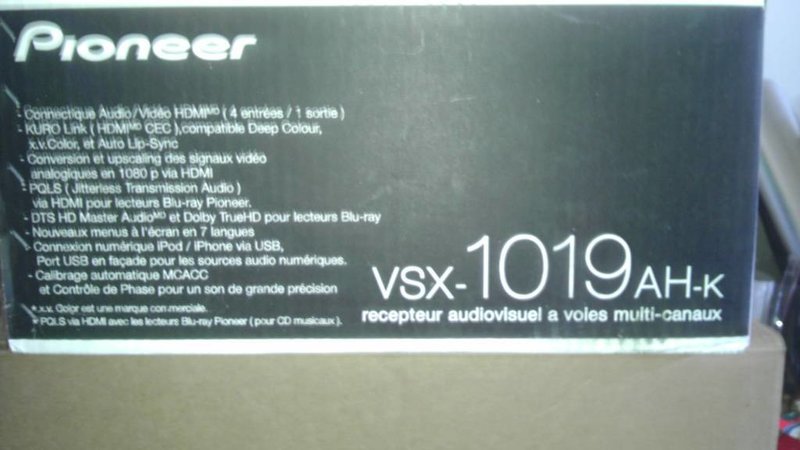 Pioneer
- Connectique Audio/Vidéo HDMIᴹᴰ ( 4 entrées / 1 sortie )
- KURO Link ( HDMIᴹᴰ CEC ),compatible Deep Colour,
x.v.Color, et Auto Lip-Sync
- Conversion et upscaling des signaux vidéo
analogiques en 1080 p via HDMI
- PQLS ( Jitterless Transmission Audio )
via HDMI pour lecteurs Blu-ray Pioneer.
- DTS HD Master Audioᴹᴰ et Dolby TrueHD pour lecteurs Blu-ray
- Nouveaux menus à l'écran en 7 langues
- Connexion numérique iPod / iPhone via USB,
Port USB en façade pour les sources audio numériques.
- Calibrage automatique MCACC
et Contrôle de Phase pour un son de grande précision
*.x.v. Color est une marque commerciale.
* PQLS via HDMI avec les lecteurs Blu-ray Pioneer ( pour CD musicaux ).
VSX-1019AH-K
recepteur audiovisuel a voies multi-canaux